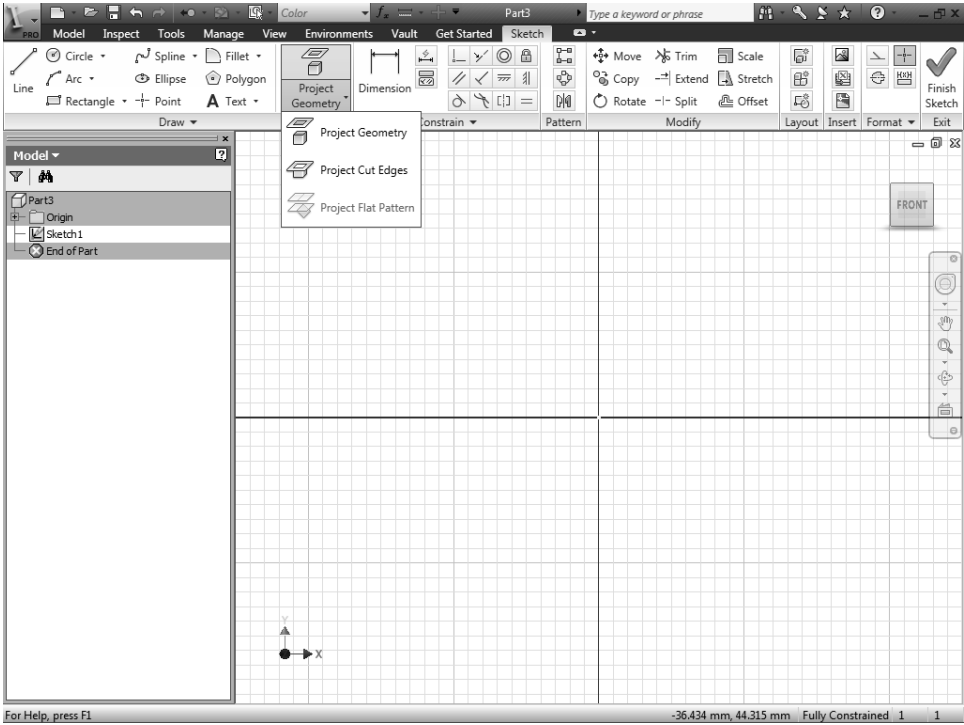 Color
Part3
Type a keyword or phrase
PRO
Model Inspect Tools Manage View Environments Vault Get Started Sketch
Line
Circle
Arc
Rectangle
Spline
Ellipse
Point
Fillet
Polygon
A Text
Project Geometry
Dimension
Move
Copy
Rotate
Trim
Extend
Split
Scale
Stretch
Offset
Finish Sketch
Draw
Constrain
Pattern
Modify
Layout
Insert
Format
Exit
Project Geometry
Project Cut Edges
Project Flat Pattern
Model
Part3
Origin
Sketch1
End of Part
FRONT
Y
X
For Help, press F1
-36.434 mm, 44.315 mm Fully Constrained 1 1